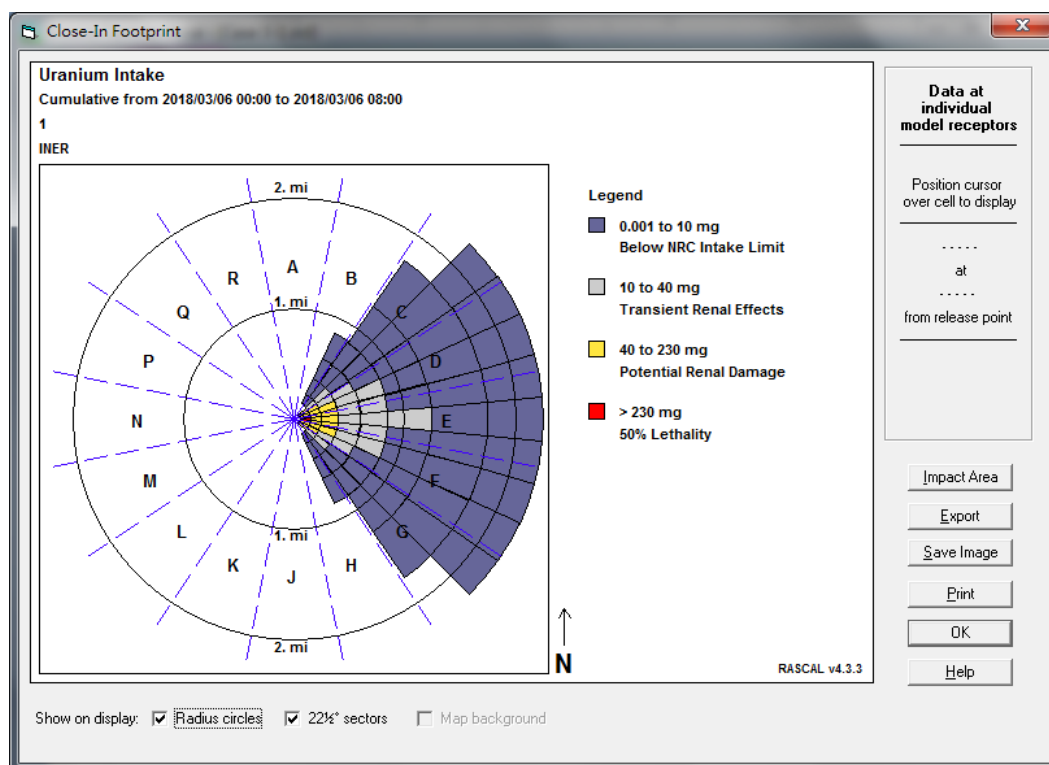 Close-In Footprint
Uranium Intake
Cumulative from 2018/03/06 00:00 to 2018/03/06 08:00
1
INER
2. mi
R
A
B
Q
1. mi
C
P
D
N
E
M
F
L
G
K
J
H
1. mi
2. mi
N
Legend
0.001 to 10 mg
Below NRC Intake Limit
10 to 40 mg
Transient Renal Effects
40 to 230 mg
Potential Renal Damage
> 230 mg
50% Lethality
RASCAL v4.3.3
Data at
individual
model receptors
Position cursor
over cell to display
- - - - -
at
- - - - -
from release point
Impact Area
Export
Save Image
Print
OK
Help
Show on display:
Radius circles
22½° sectors
Map background